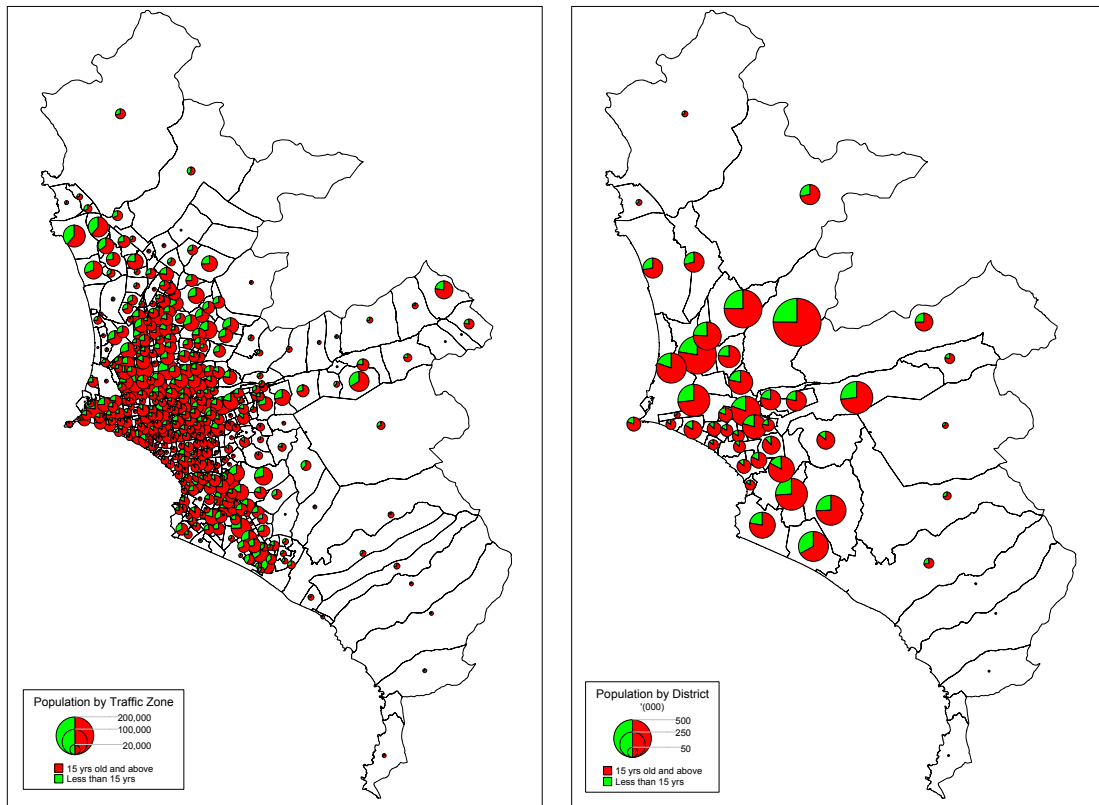 Population by Traffic Zone
200,000
100,000
20,000
15 yrs old and above
Less than 15 yrs
Population by District
'(000)
500
250
50
15 yrs old and above
Less than 15 yrs